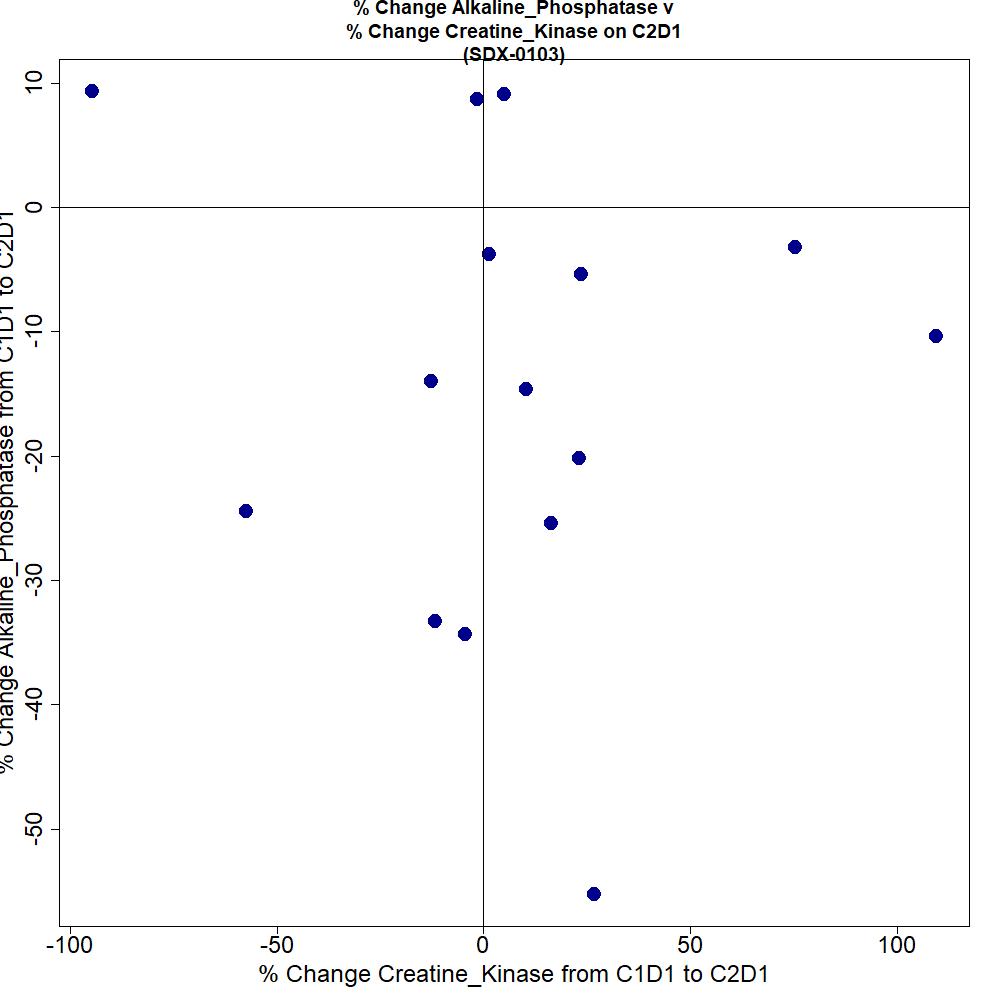 % Change Alkaline_Phosphatase v
% Change Creatine_Kinase on C2D1
(SDX-0103)
% Change Alkaline_Phosphatase from C1D1 to C2D1
10
0
-10
-20
-30
-40
-50
-100
-50
0
50
100
% Change Creatine_Kinase from C1D1 to C2D1